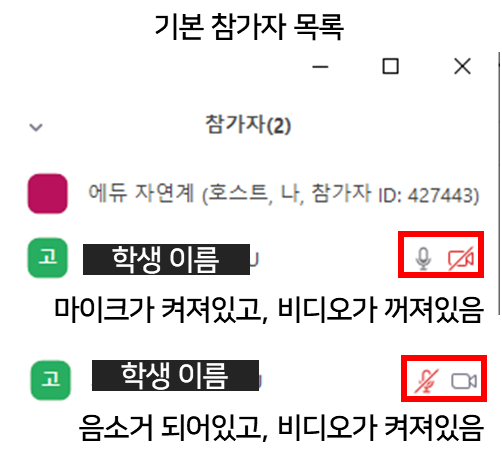 기본 참가자 목록
참가자(2)
에듀 자연계 (호스트, 나, 참가자 ID: 427443)
고 학생 이름
마이크가 켜져있고, 비디오가 꺼져있음
고 학생 이름
음소거 되어있고, 비디오가 켜져있음